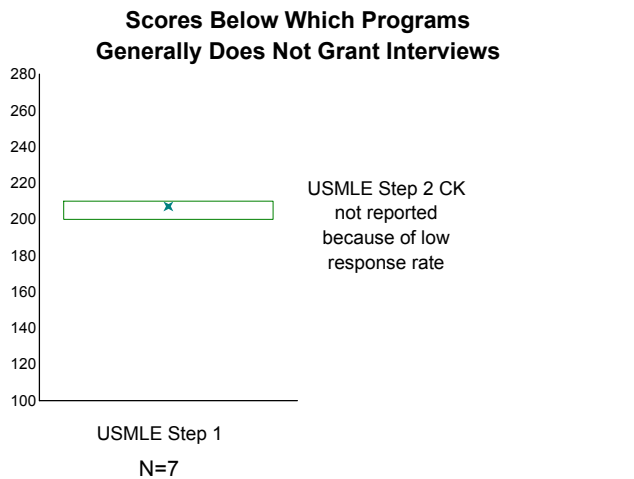 Scores Below Which Programs
Generally Does Not Grant Interviews
280
260
240
220
200
180
160
140
120
100
USMLE Step 2 CK
not reported
because of low
response rate
USMLE Step 1
N=7